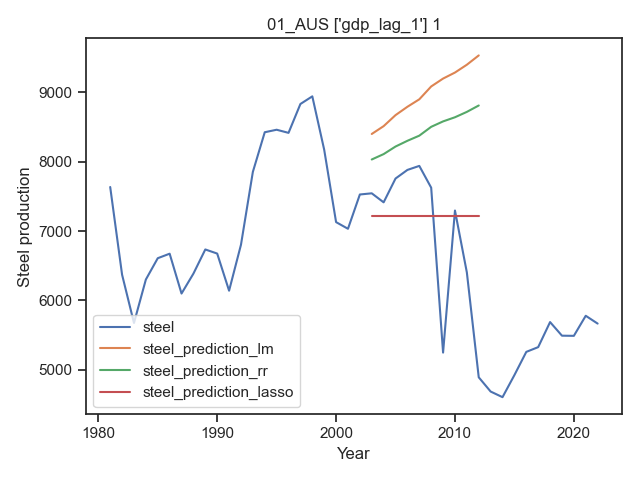 01_AUS ['gdp_lag_1'] 1
9000
8000
7000
6000
5000
Steel production
steel
steel_prediction_lm
steel_prediction_rr
steel_prediction_lasso
1980
1990
2000
2010
2020
Year